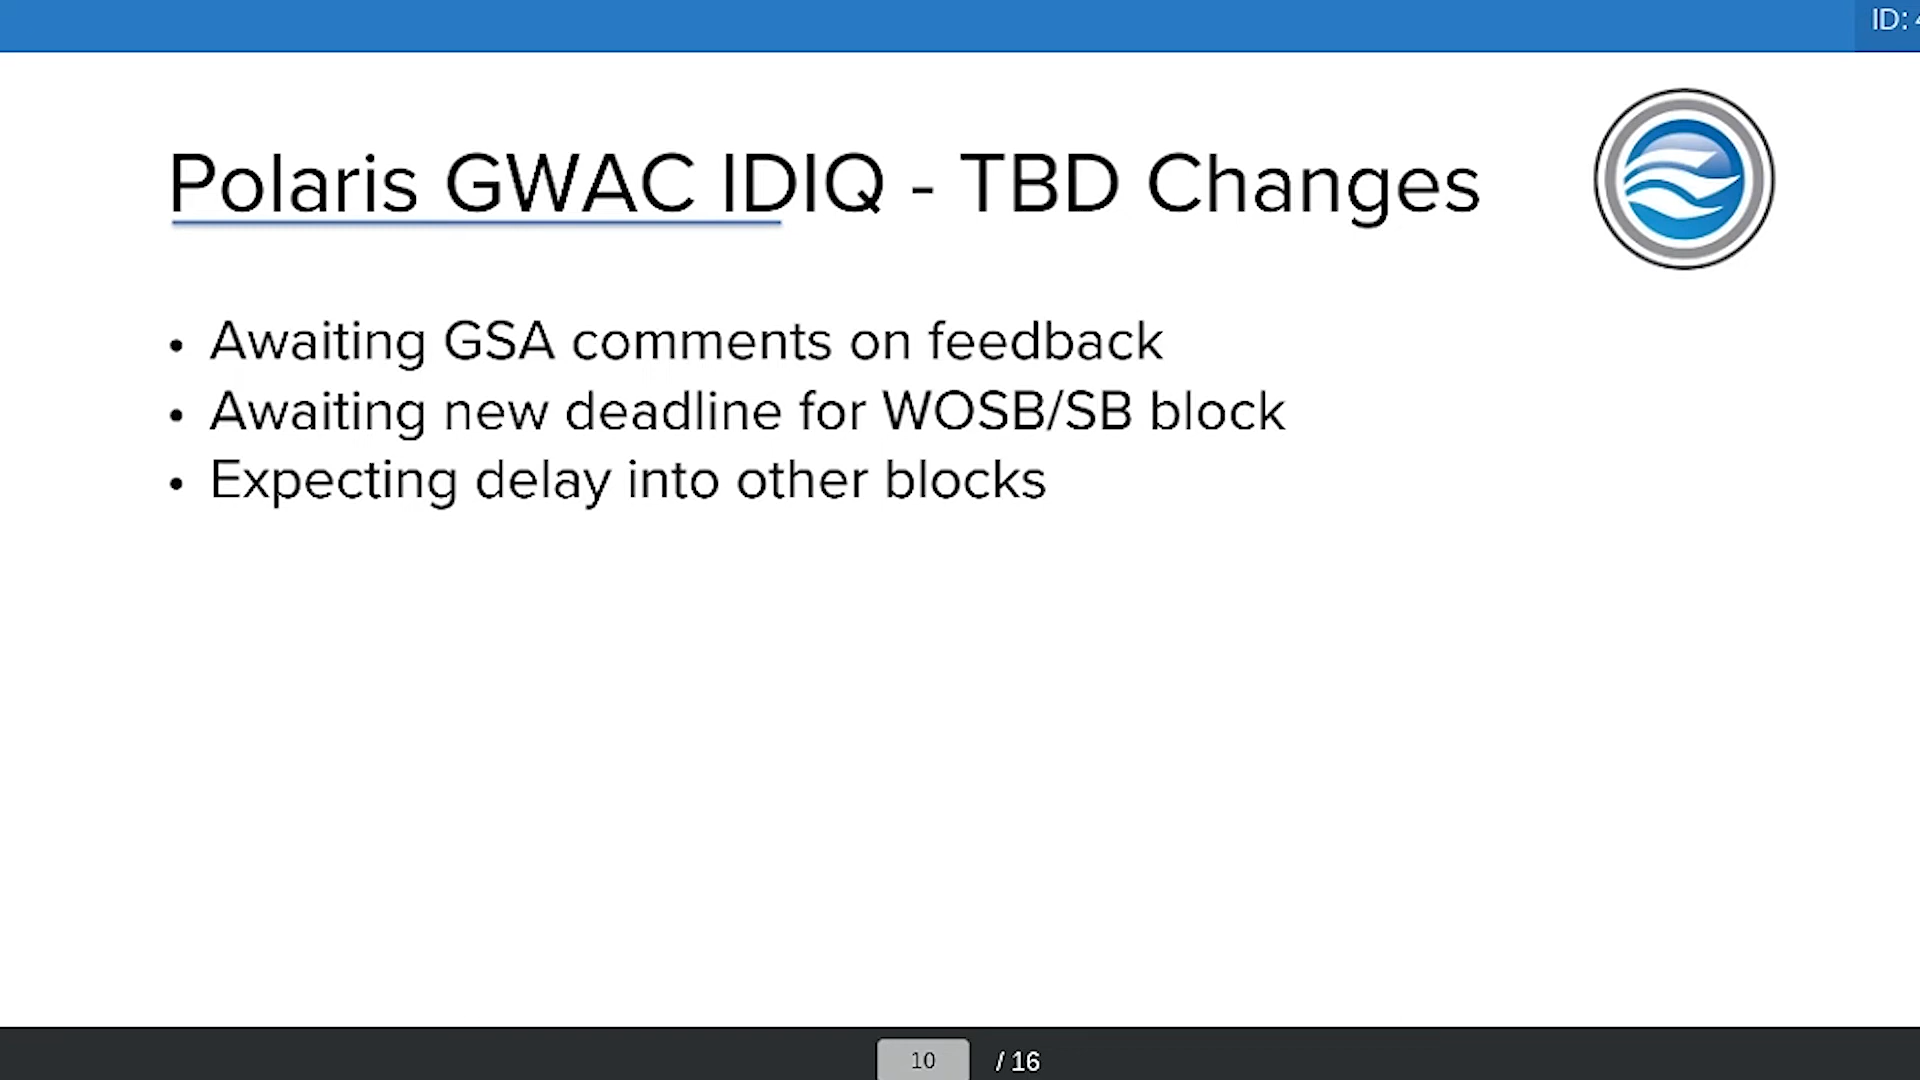 ID:
Polaris GWAC IDIQ - TBD Changes
• Awaiting GSA comments on feedback
• Awaiting new deadline for WOSB/SB block
• Expecting delay into other blocks
10 / 16